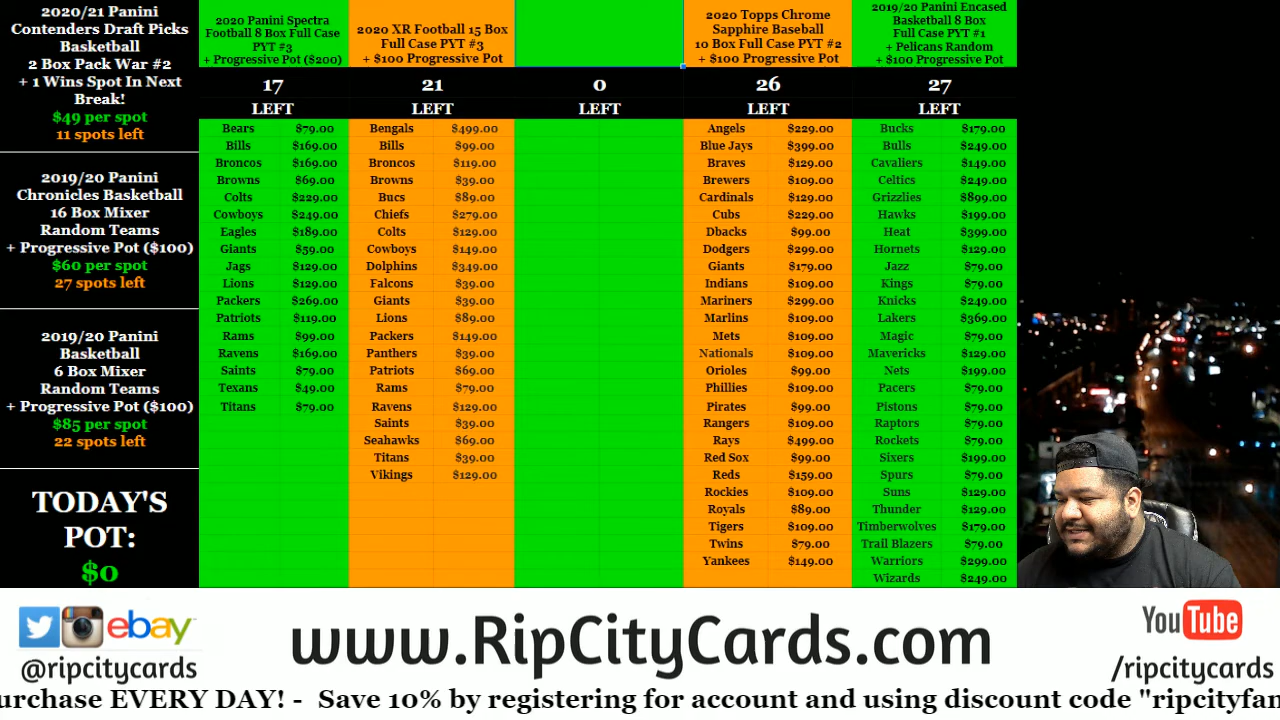 2020/21 Panini
Contenders Draft Picks
Basketball
2 Box Pack War #2
+ 1 Wins Spot In Next
Break!
$49 per spot
11 spots left
2019/20 Panini
Chronicles Basketball
16 Box Mixer
Random Teams
+ Progressive Pot ($100)
$60 per spot
27 spots left
2019/20 Panini
Basketball
6 Box Mixer
Random Teams
+ Progressive Pot ($100)
$85 per spot
22 spots left
TODAY'S
POT:
$0
2020 Panini Spectra
Football 8 Box Full Case
PYT #3
+ Progressive Pot ($200)
17
LEFT
Bears $79.00
Bills $169.00
Broncos $169.00
Browns $69.00
Colts $229.00
Cowboys $249.00
Eagles $189.00
Giants $59.00
Jags $129.00
Lions $129.00
Packers $269.00
Patriots $119.00
Rams $99.00
Ravens $169.00
Saints $79.00
Texans $49.00
Titans $79.00
2020 XR Football 15 Box
Full Case PYT #3
+ $100 Progressive Pot
21
LEFT
Bengals $499.00
Bills $99.00
Broncos $119.00
Browns $39.00
Bucs $89.00
Chiefs $279.00
Colts $129.00
Cowboys $149.00
Dolphins $349.00
Falcons $39.00
Giants $39.00
Lions $89.00
Packers $149.00
Panthers $39.00
Patriots $69.00
Rams $79.00
Ravens $129.00
Saints $39.00
Seahawks $69.00
Titans $39.00
Vikings $129.00
0
LEFT
2020 Topps Chrome
Sapphire Baseball
10 Box Full Case PYT #2
+ $100 Progressive Pot
26
LEFT
Angels $229.00
Blue Jays $399.00
Braves $129.00
Brewers $109.00
Cardinals $129.00
Cubs $229.00
Dbacks $99.00
Dodgers $299.00
Giants $179.00
Indians $109.00
Mariners $299.00
Marlins $109.00
Mets $109.00
Nationals $109.00
Orioles $99.00
Phillies $109.00
Pirates $99.00
Rangers $109.00
Rays $499.00
Red Sox $99.00
Reds $159.00
Rockies $109.00
Royals $89.00
Tigers $109.00
Twins $79.00
Yankees $149.00
2019/20 Panini Encased
Basketball 8 Box
Full Case PYT #1
+ Pelicans Random
+ $100 Progressive Pot
27
LEFT
Bucks $179.00
Bulls $249.00
Cavaliers $149.00
Celtics $249.00
Grizzlies $899.00
Hawks $199.00
Heat $399.00
Hornets $129.00
Jazz $79.00
Kings $79.00
Knicks $249.00
Lakers $369.00
Magic $79.00
Mavericks $129.00
Nets $199.00
Pacers $79.00
Pistons $79.00
Raptors $79.00
Rockets $79.00
Sixers $199.00
Spurs $79.00
Suns $129.00
Thunder $129.00
Timberwolves $179.00
Trail Blazers $79.00
Warriors $299.00
Wizards $249.00
ebay
@ripcitycards
www.RipCityCards.com
YouTube
/ripcitycards
urchase EVERY DAY! - Save 10% by registering for account and using discount code "ripcityfan